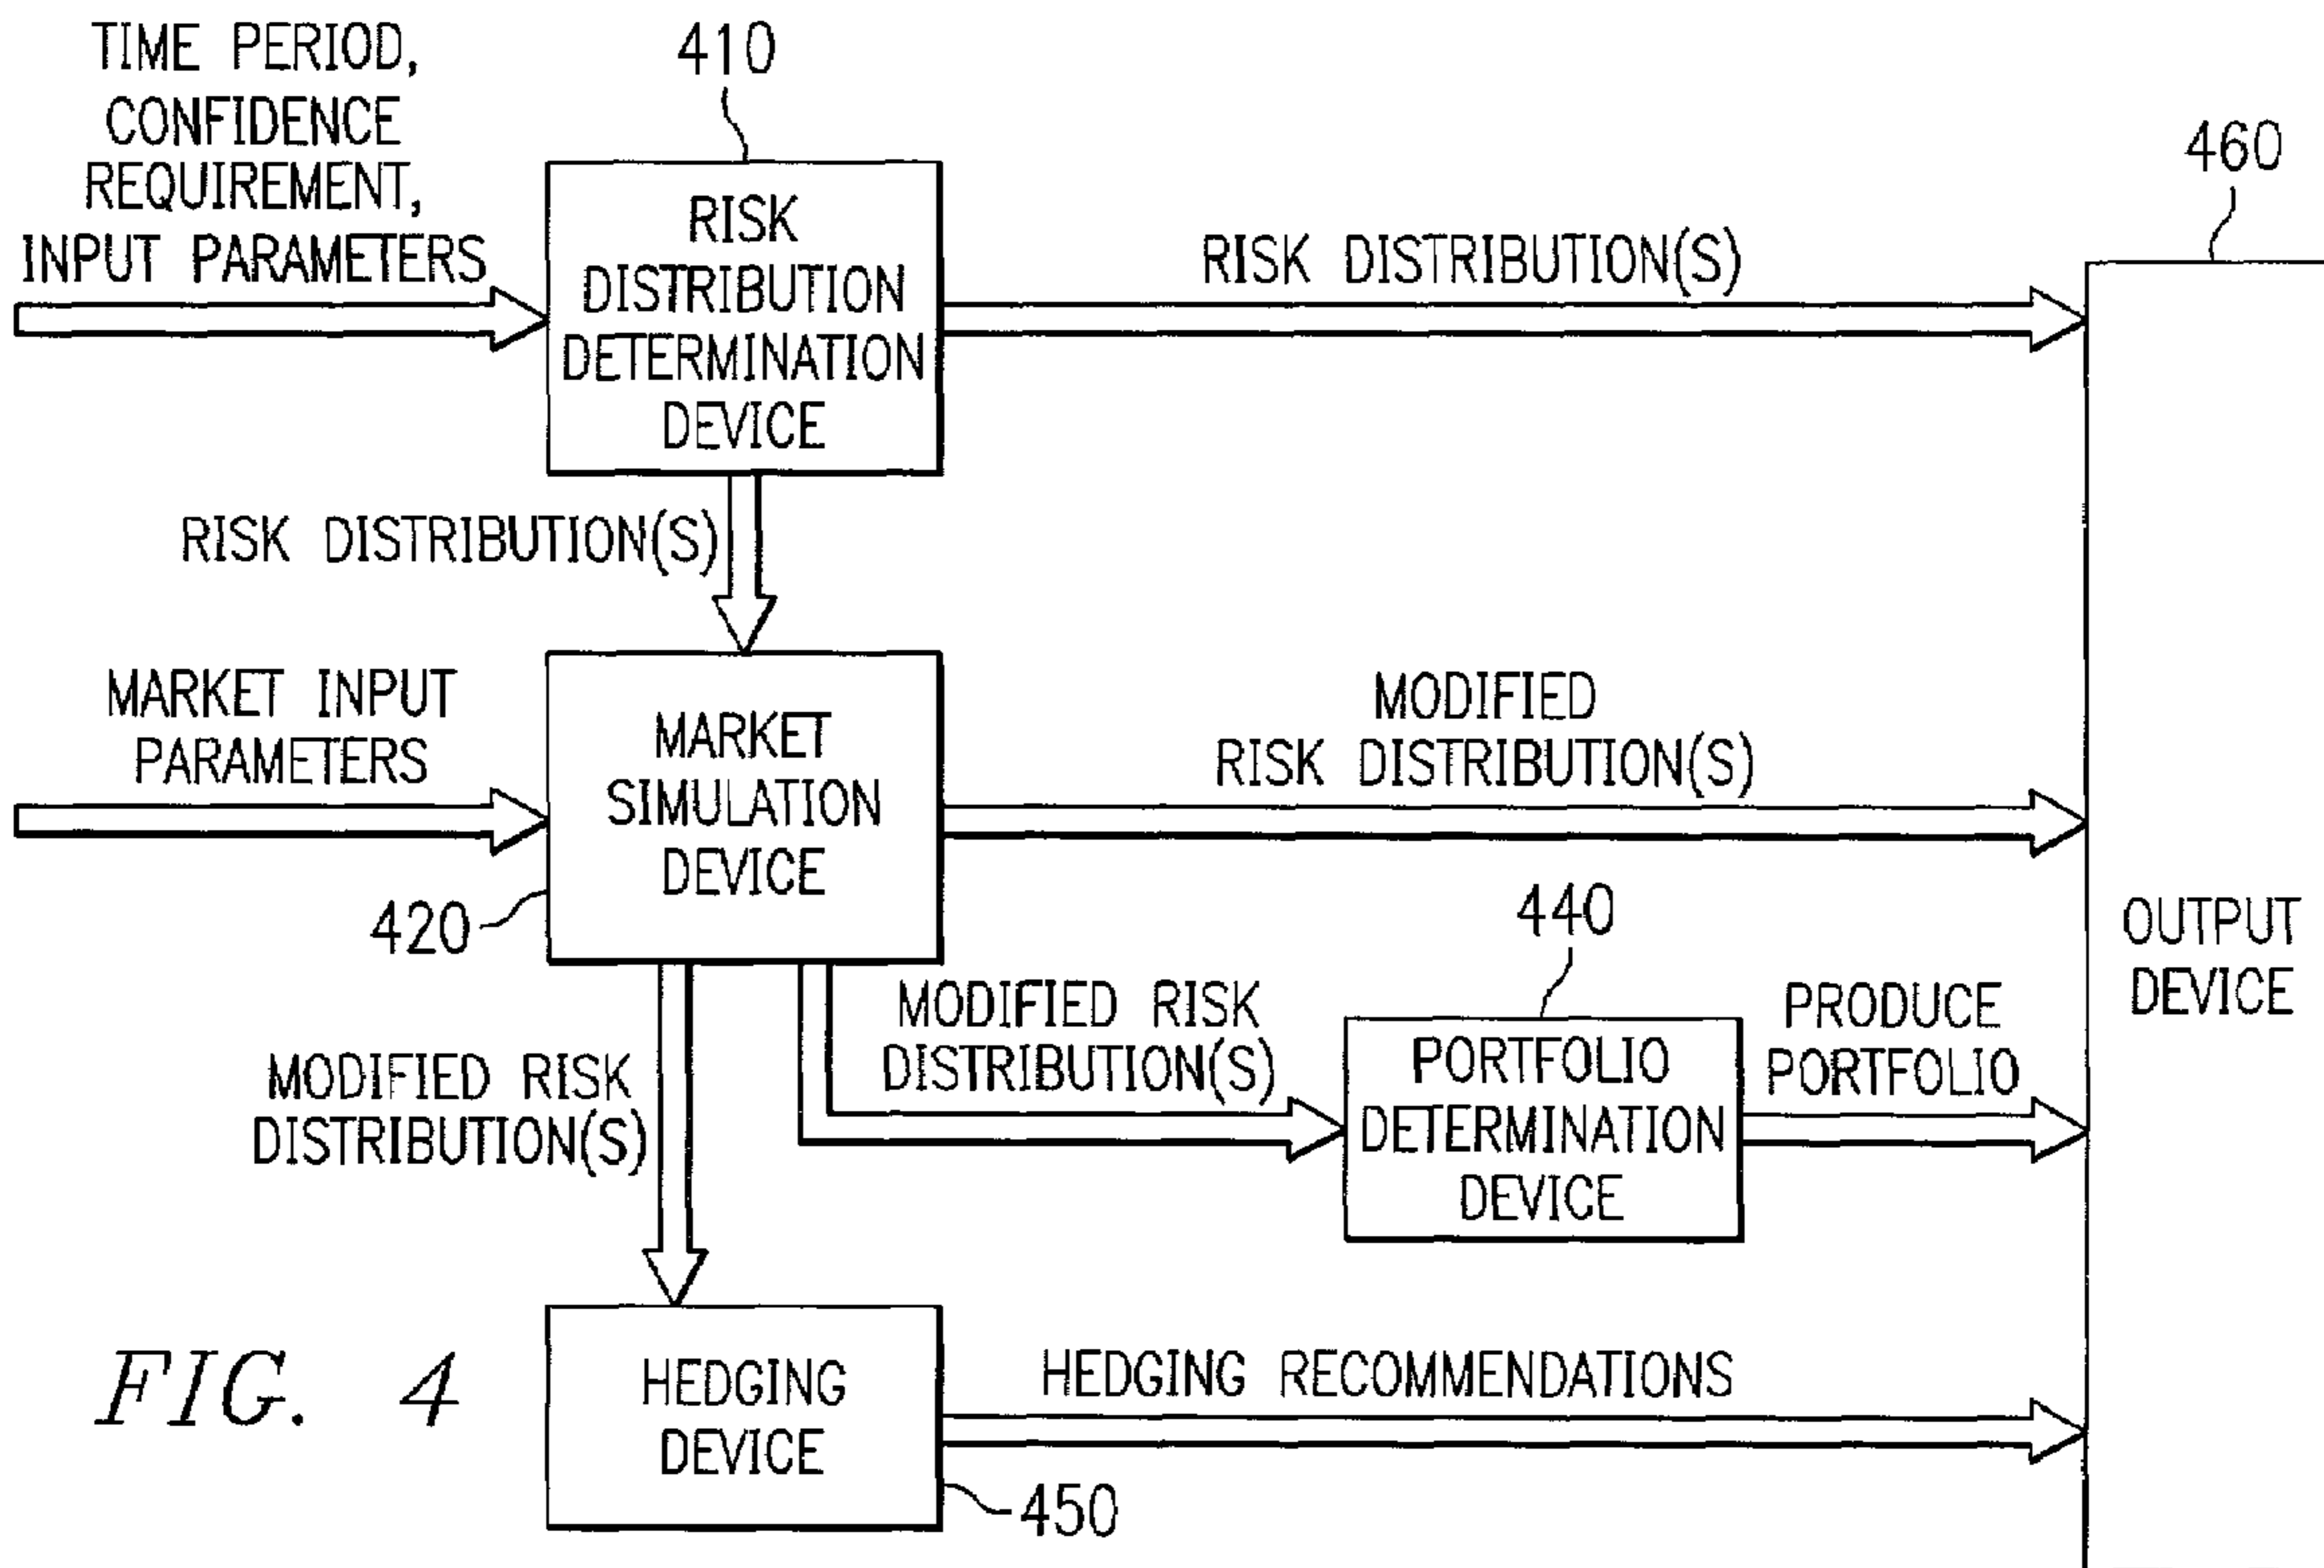 TIME PERIOD,
CONFIDENCE
REQUIREMENT,
INPUT PARAMETERS
410
RISK
DISTRIBUTION
DETERMINATION
DEVICE
RISK DISTRIBUTION(S)
460
RISK DISTRIBUTION(S)
MARKET INPUT
PARAMETERS
MARKET
SIMULATION
DEVICE
420
MODIFIED
RISK DISTRIBUTION(S)
440
OUTPUT
DEVICE
MODIFIED RISK
DISTRIBUTION(S)
MODIFIED RISK
DISTRIBUTION(S)
PORTFOLIO
DETERMINATION
DEVICE
PRODUCE
PORTFOLIO
FIG. 4
HEDGING
DEVICE
450
HEDGING RECOMMENDATIONS